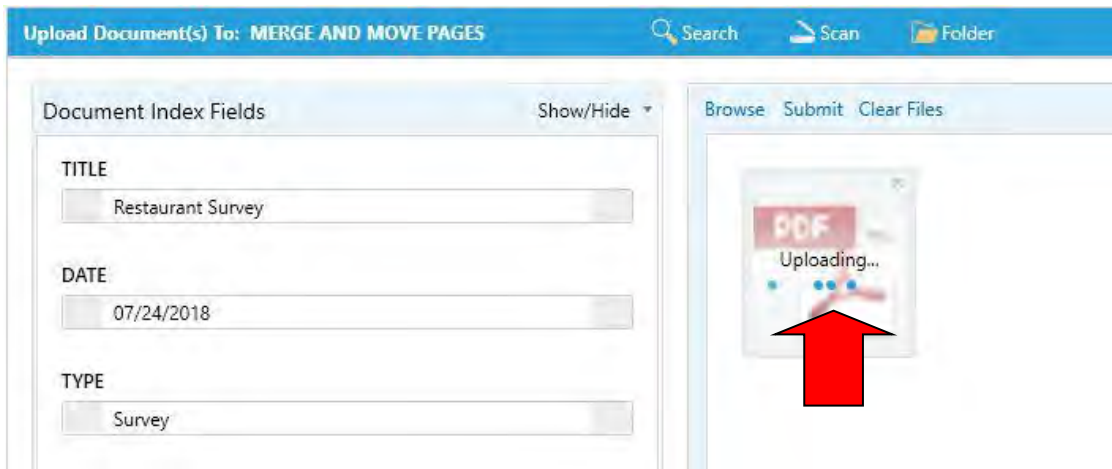 Upload Document(s) To: MERGE AND MOVE PAGES Search Scan Folder
Document Index Fields Show/Hide
TITLE
Restaurant Survey
DATE
07/24/2018
TYPE
Survey
Browse Submit Clear Files
PDF
Uploading...